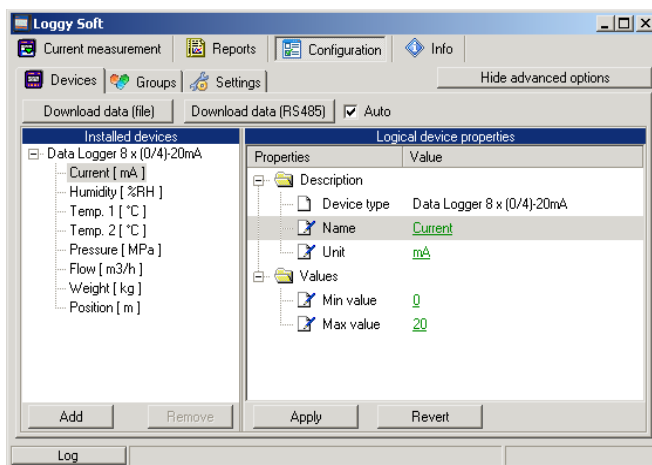 Loggy Soft
Current measurement Reports Configuration Info
Devices Groups Settings Hide advanced options
Download data (file) Download data (RS485) Auto
Installed devices
Data Logger 8 x (0/4)-20mA
Current [ mA ]
Humidity [ %RH ]
Temp. 1 [ °C ]
Temp. 2 [ °C ]
Pressure [ MPa ]
Flow [ m3/h ]
Weight [ kg ]
Position [ m ]
Add Remove
Logical device properties
Properties Value
Description
Device type Data Logger 8 x (0/4)-20mA
Name Current
Unit mA
Values
Min value 0
Max value 20
Apply Revert
Log